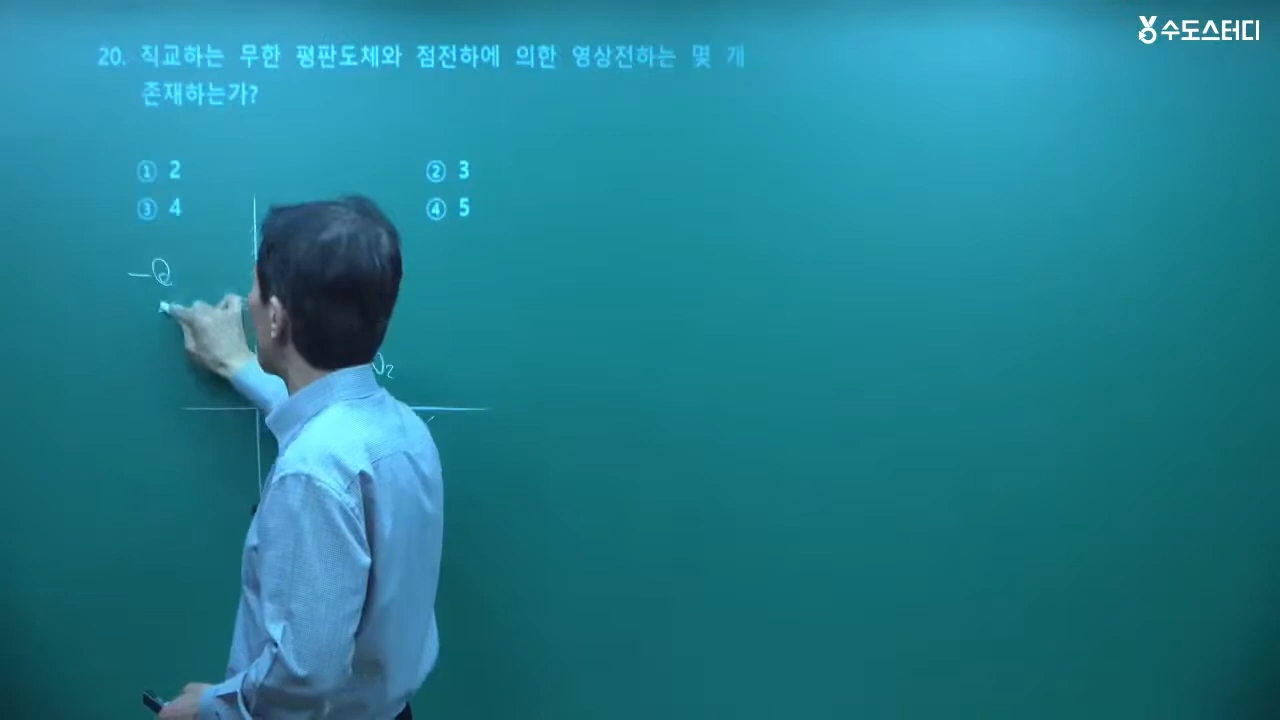 수도스터디
20. 직교하는 무한 평판도체와 점전하에 의한 영상전하는 몇 개
존재하는가?
① 2 ② 3
③ 4 ④ 5
-Q